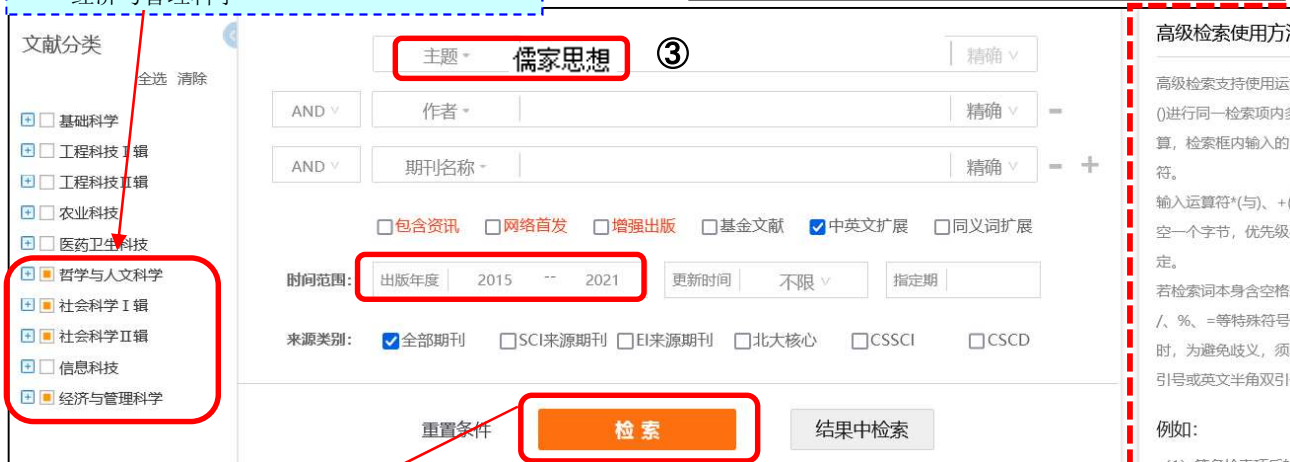 经济与管理科学
文献分类
全选 清除
基础科学
工程科技Ⅰ辑
工程科技Ⅱ辑
农业科技
医药卫生科技
哲学与人文科学
社会科学Ⅰ辑
社会科学Ⅱ辑
信息科技
经济与管理科学
主题 儒家思想 ③ 精确
AND 作者 精确
AND 期刊名称 精确
包含资讯 网络首发 增强出版 基金文献 中英文扩展 同义词扩展
时间范围: 出版年度 2015 -- 2021 更新时间 不限 指定期
来源类别: 全部期刊 SCI来源期刊 EI来源期刊 北大核心 CSSCI CSCD
重置条件 检索 结果中检索
高级检索使用方
高级检索支持使用运
()进行同一检索项内
算，检索框内输入的
符。
输入运算符*(与)、+(
空一个字节，优先级
定。
若检索词本身含空格
/、%、=等特殊符号
时，为避免歧义，须
引号或英文半角双引
例如: